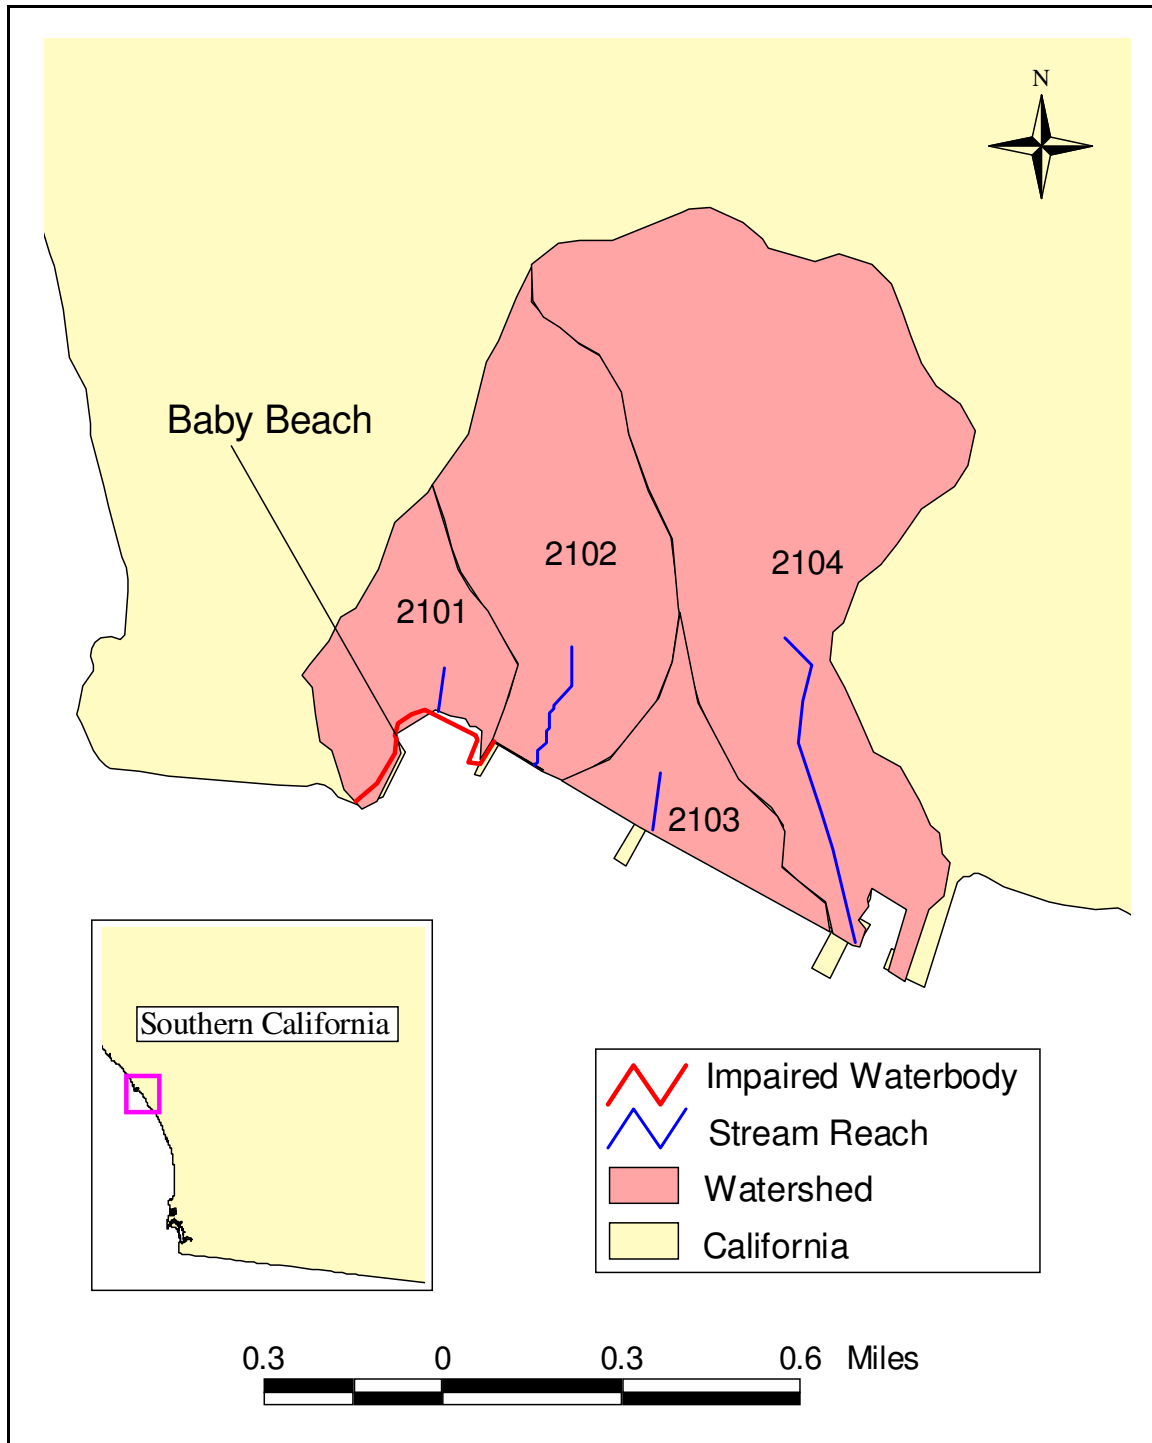 N
Baby Beach
2102
2104
2101
2103
Southern California
Impaired Waterbody
Stream Reach
Watershed
California
0.3 0 0.3 0.6 Miles